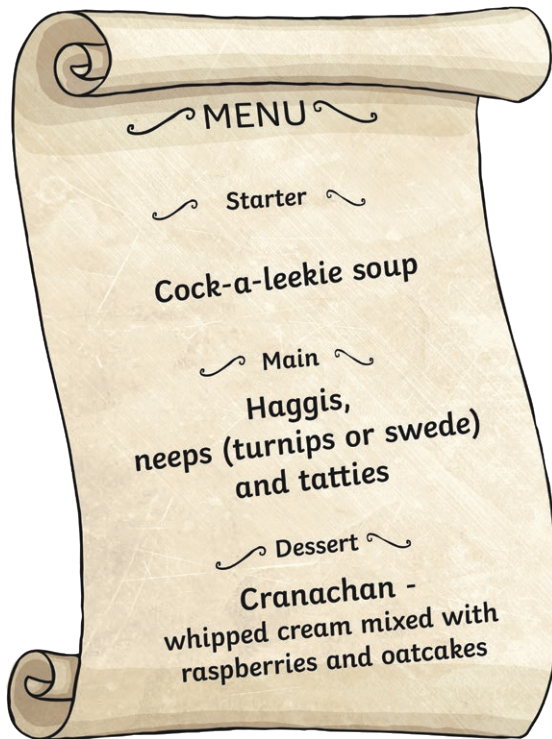 MENU
Starter
Cock-a-leekie soup
Main
Haggis,
neeps (turnips or swede)
and tatties
Dessert
Cranachan -
whipped cream mixed with
raspberries and oatcakes